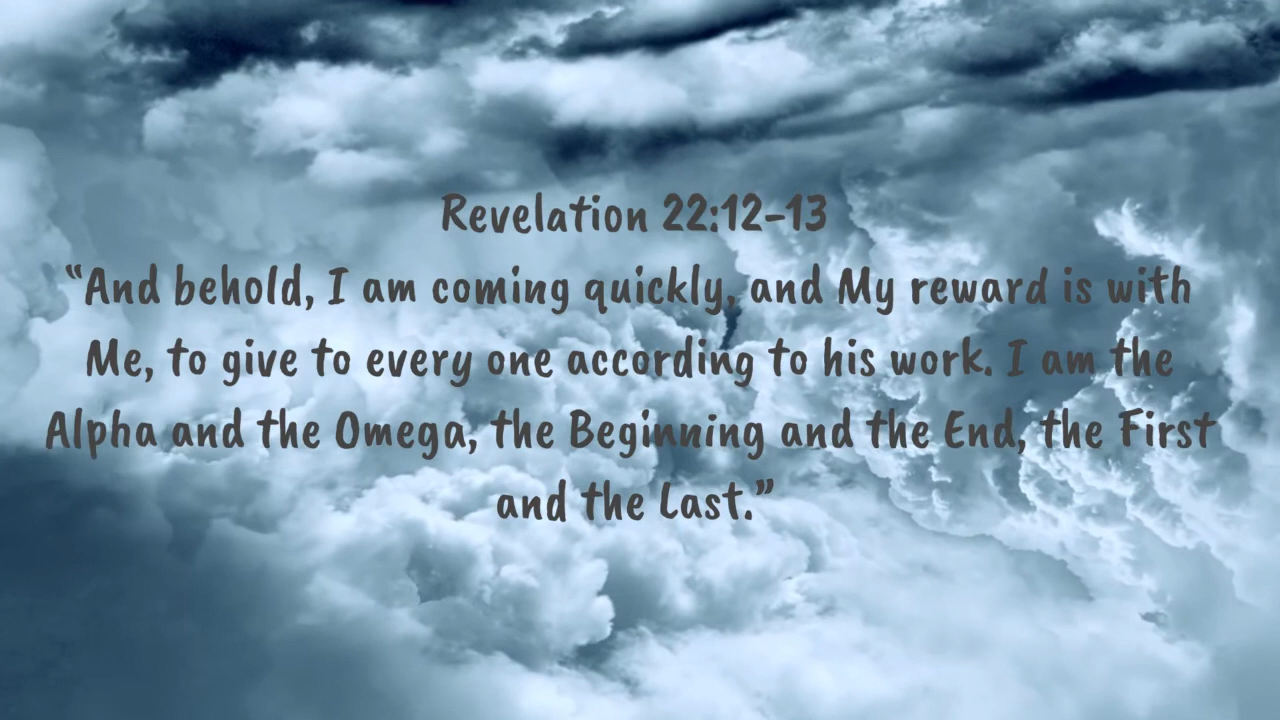 Revelation 22:12-13
“And behold, I am coming quickly, and My reward is with
Me, to give to every one according to his work. I am the
Alpha and the Omega, the Beginning and the End, the First
and the Last.”